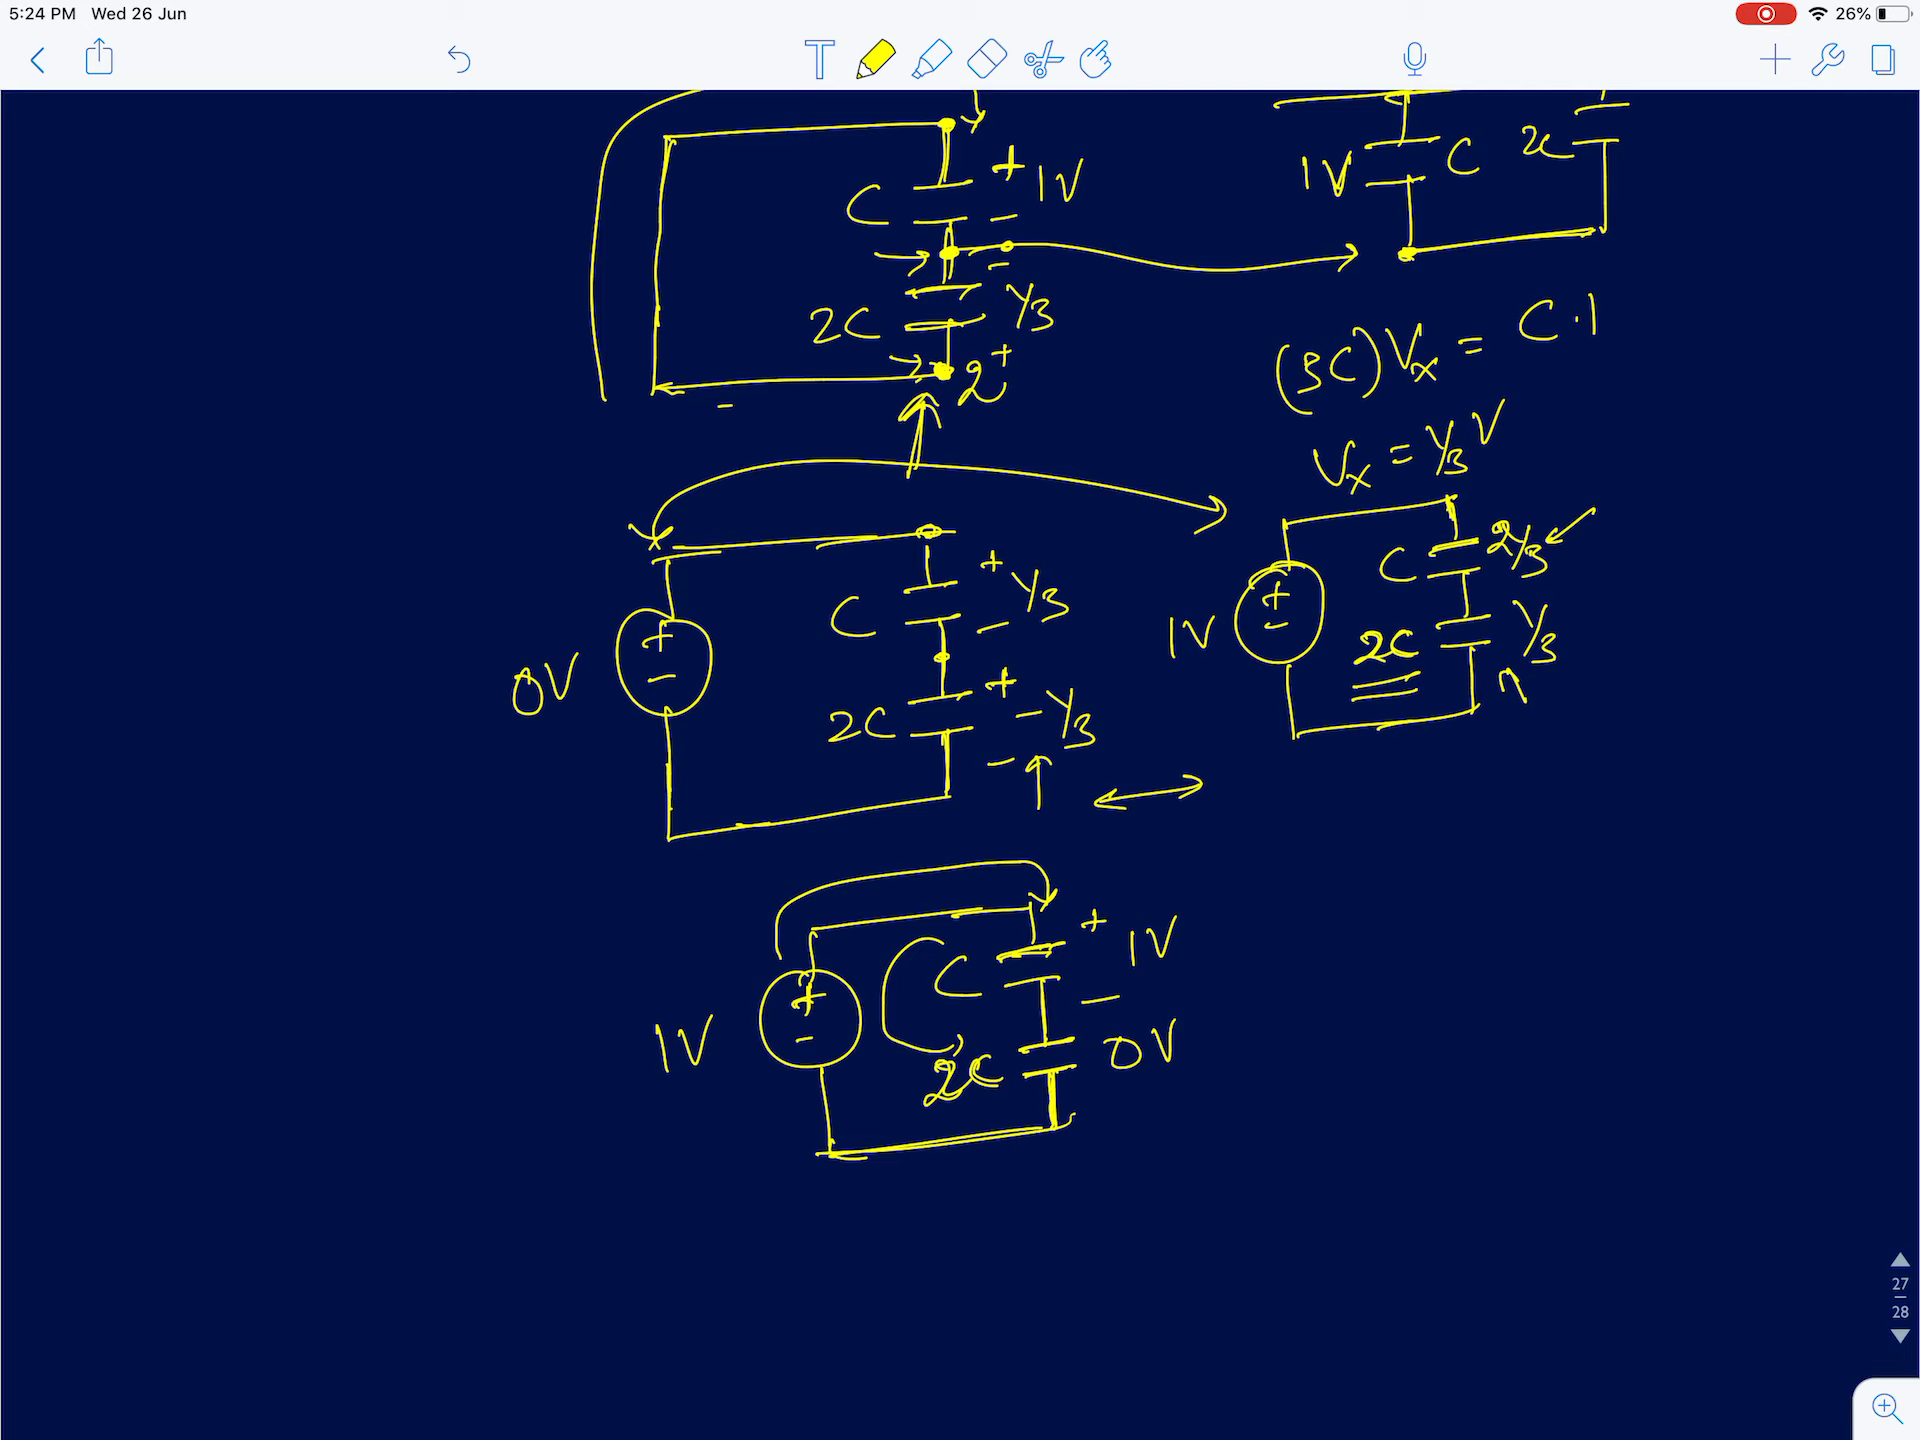 5:24 PM Wed 26 Jun
26%
T
C + 1V −
1V C 2C
2C − 1/3 +
2
(3C)Vx = C·1
Vx = 1/3 V
0V + −
C + 1/3 −
2C + −1/3 −
1V + −
C 2/3
2C 1/3
1V + −
C + 1V −
2C 0V
27
28